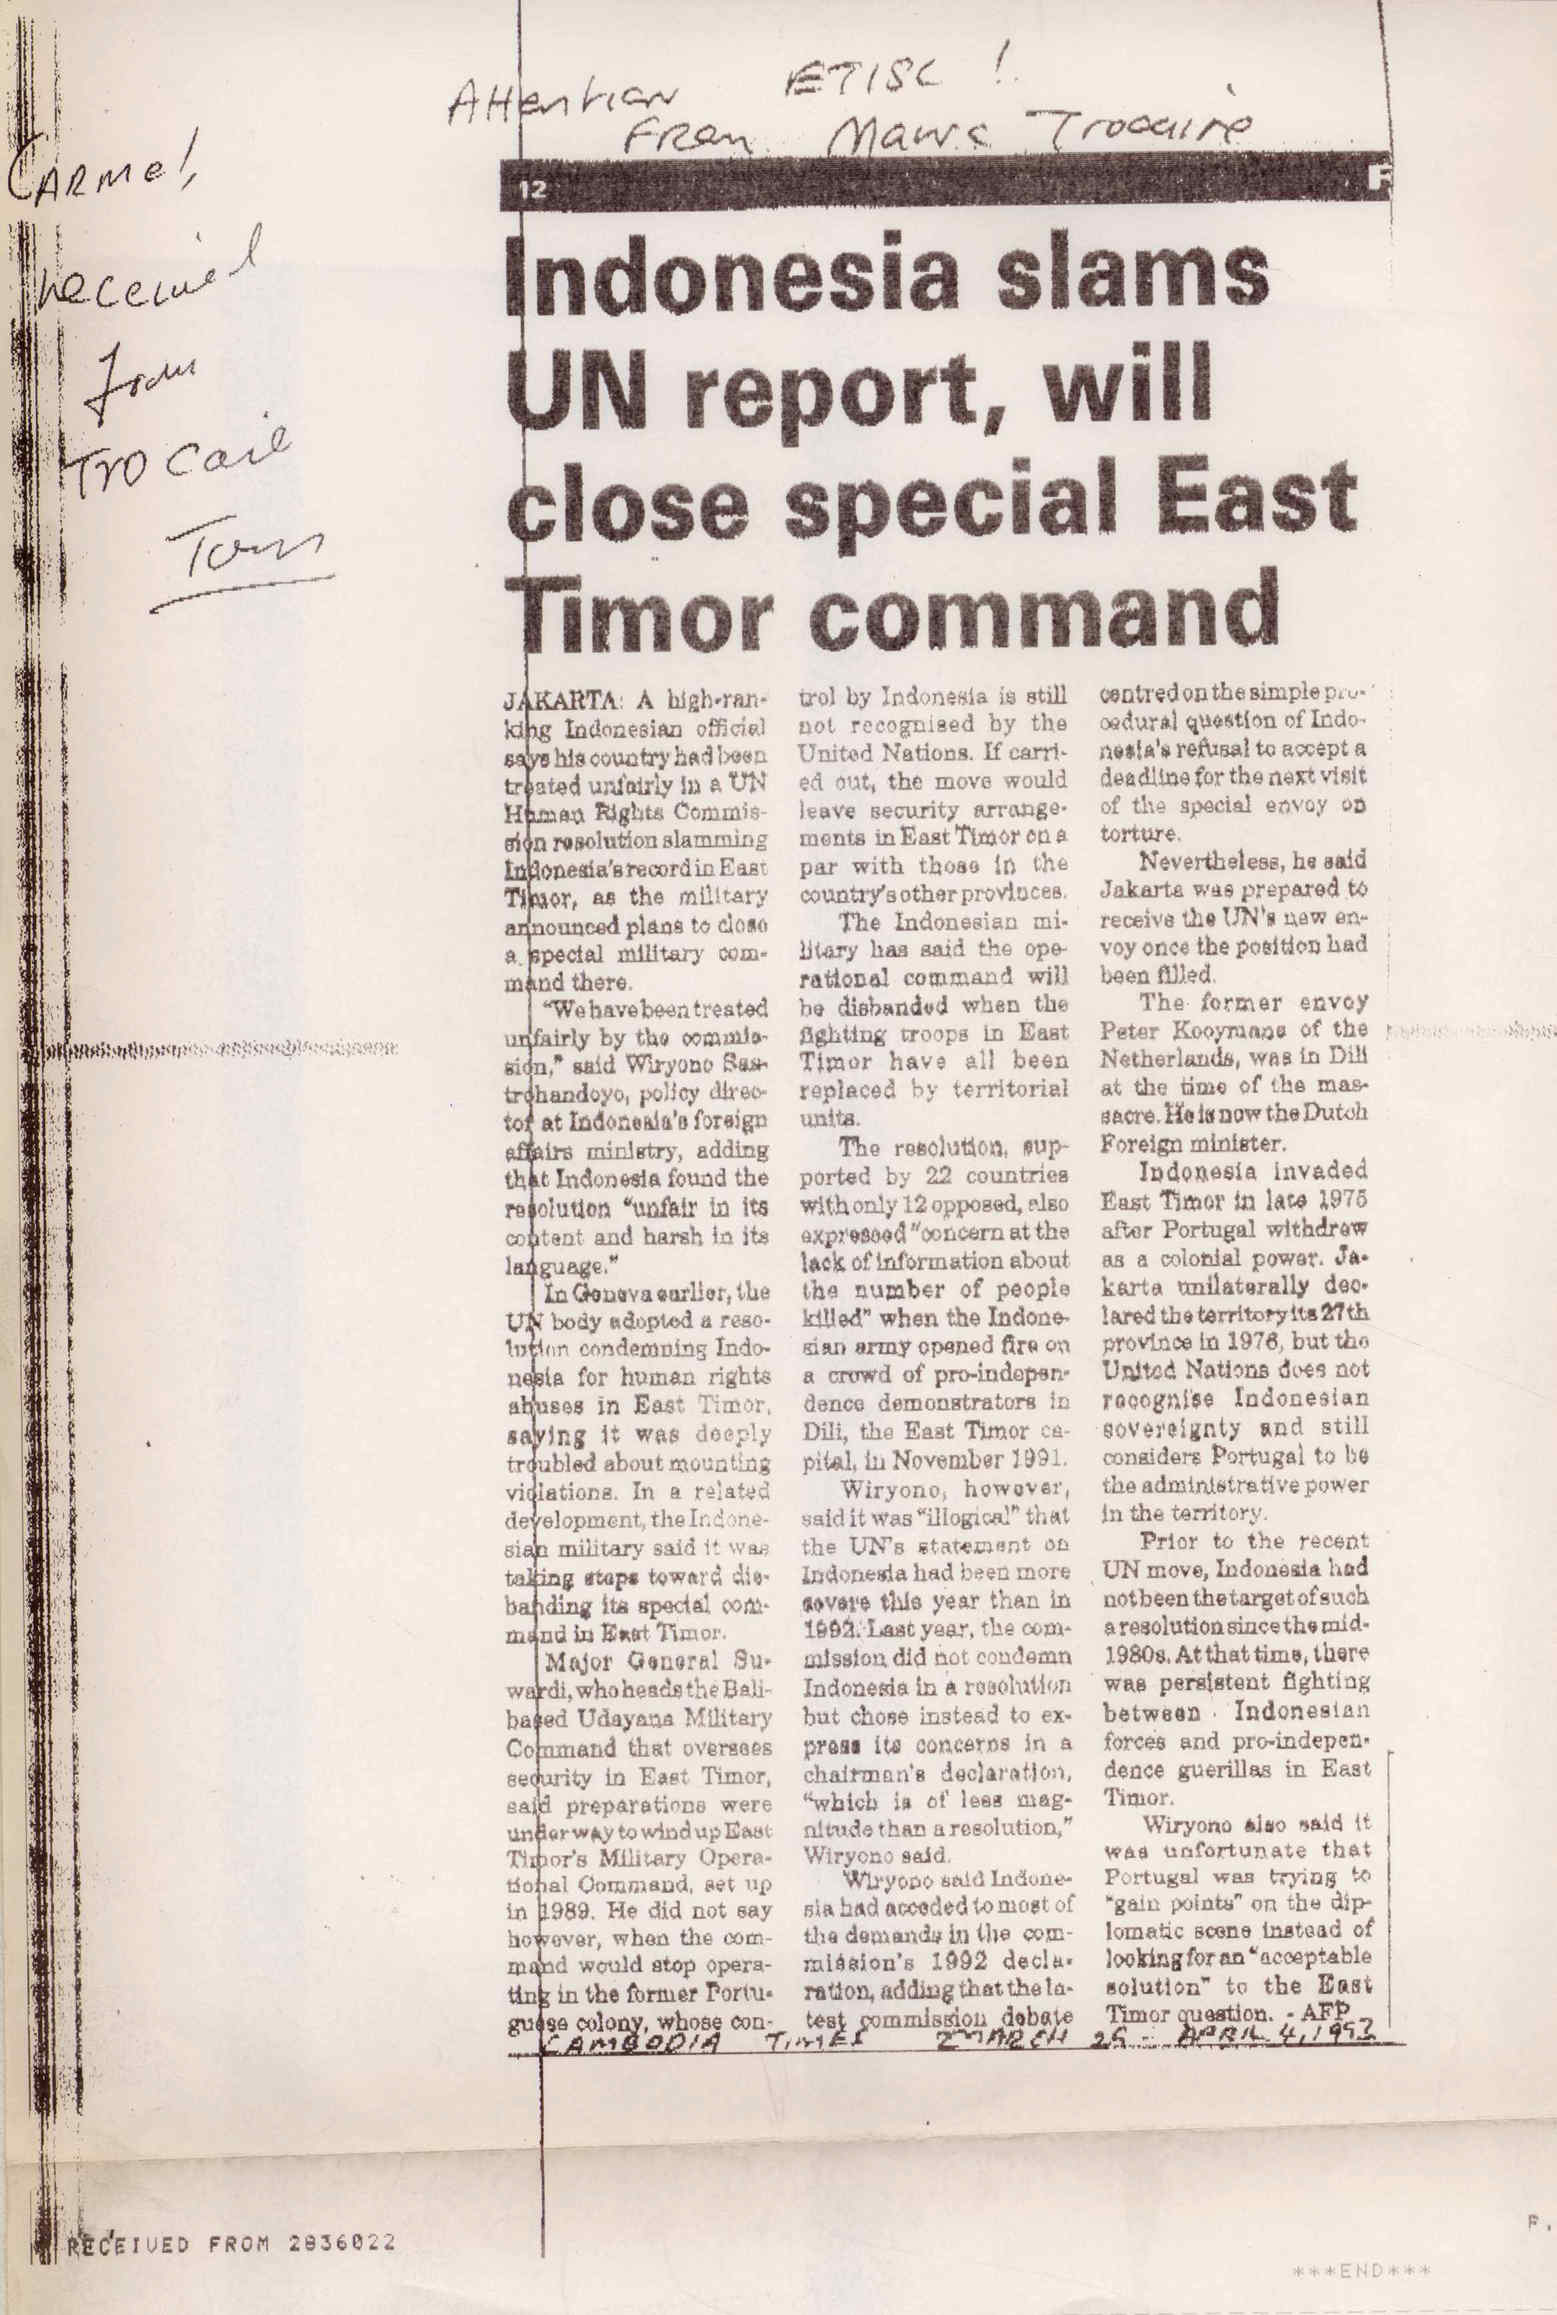 Attention ETISC !
From Maura Trocaire
CARMEl,
received
from
Trocaire
Tom
12
F
Indonesia slams
UN report, will
close special East
Timor command
JAKARTA: A high-ran-
king Indonesian official
says his country had been
treated unfairly in a UN
Human Rights Commis-
sion resolution slamming
Indonesia's record in East
Timor, as the military
announced plans to close
a special military com-
mand there.
"We have been treated
unfairly by the commis-
sion," said Wiryono Sas-
trohandoyo, policy direc-
tor at Indonesia's foreign
affairs ministry, adding
that Indonesia found the
resolution "unfair in its
content and harsh in its
language."
In Geneva earlier, the
UN body adopted a reso-
lution condemning Indo-
nesia for human rights
abuses in East Timor,
saying it was deeply
troubled about mounting
violations. In a related
development, the Indone-
sian military said it was
taking steps toward dis-
banding its special com-
mand in East Timor.
Major General Su-
wardi, who heads the Bali-
based Udayana Military
Command that oversees
security in East Timor,
said preparations were
under way to wind up East
Timor's Military Opera-
tional Command, set up
in 1989. He did not say
however, when the com-
mand would stop opera-
ting in the former Portu-
guese colony, whose con-
trol by Indonesia is still
not recognised by the
United Nations. If carri-
ed out, the move would
leave security arrange-
ments in East Timor on a
par with those in the
country's other provinces.
The Indonesian mi-
litary has said the ope-
rational command will
be disbanded when the
fighting troops in East
Timor have all been
replaced by territorial
units.
The resolution, sup-
ported by 22 countries
with only 12 opposed, also
expressed "concern at the
lack of information about
the number of people
killed" when the Indone-
sian army opened fire on
a crowd of pro-indepen-
dence demonstrators in
Dili, the East Timor ca-
pital, in November 1991.
Wiryono, however,
said it was "illogical" that
the UN's statement on
Indonesia had been more
severe this year than in
1992. Last year, the com-
mission did not condemn
Indonesia in a resolution
but chose instead to ex-
press its concerns in a
chairman's declaration,
"which is of less mag-
nitude than a resolution,"
Wiryono said.
Wiryono said Indone-
sia had acceded to most of
the demands in the com-
mission's 1992 decla-
ration, adding that the la-
test commission debate
centred on the simple pro-
cedural question of Indo-
nesia's refusal to accept a
deadline for the next visit
of the special envoy on
torture.
Nevertheless, he said
Jakarta was prepared to
receive the UN's new en-
voy once the position had
been filled.
The former envoy
Peter Kooymans of the
Netherlands, was in Dili
at the time of the mas-
sacre. He is now the Dutch
Foreign minister.
Indonesia invaded
East Timor in late 1975
after Portugal withdrew
as a colonial power. Ja-
karta unilaterally dec-
lared the territory its 27th
province in 1976, but the
United Nations does not
recognise Indonesian
sovereignty and still
considers Portugal to be
the administrative power
in the territory.
Prior to the recent
UN move, Indonesia had
not been the target of such
a resolution since the mid-
1980s. At that time, there
was persistent fighting
between Indonesian
forces and pro-indepen-
dence guerillas in East
Timor.
Wiryono also said it
was unfortunate that
Portugal was trying to
"gain points" on the dip-
lomatic scene instead of
looking for an "acceptable
solution" to the East
Timor question. - AFP
CAMBODIA TIMES MARCH 29 - APRIL 4, 1993
RECEIVED FROM 2836022
P.
***END***